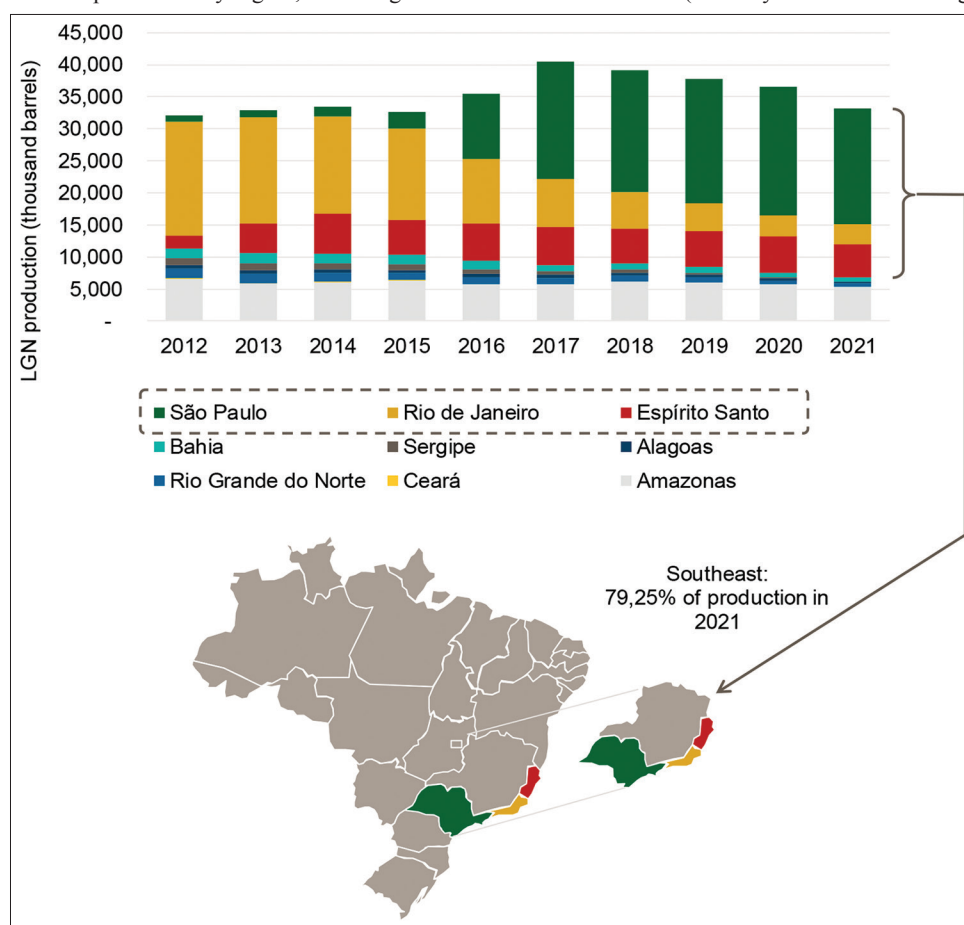 45,000
40,000
35,000
30,000
25,000
20,000
15,000
10,000
5,000
-
LGN production (thousand barrels)
2012 2013 2014 2015 2016 2017 2018 2019 2020 2021
São Paulo Rio de Janeiro Espírito Santo
Bahia Sergipe Alagoas
Rio Grande do Norte Ceará Amazonas
Southeast:
79,25% of production in
2021